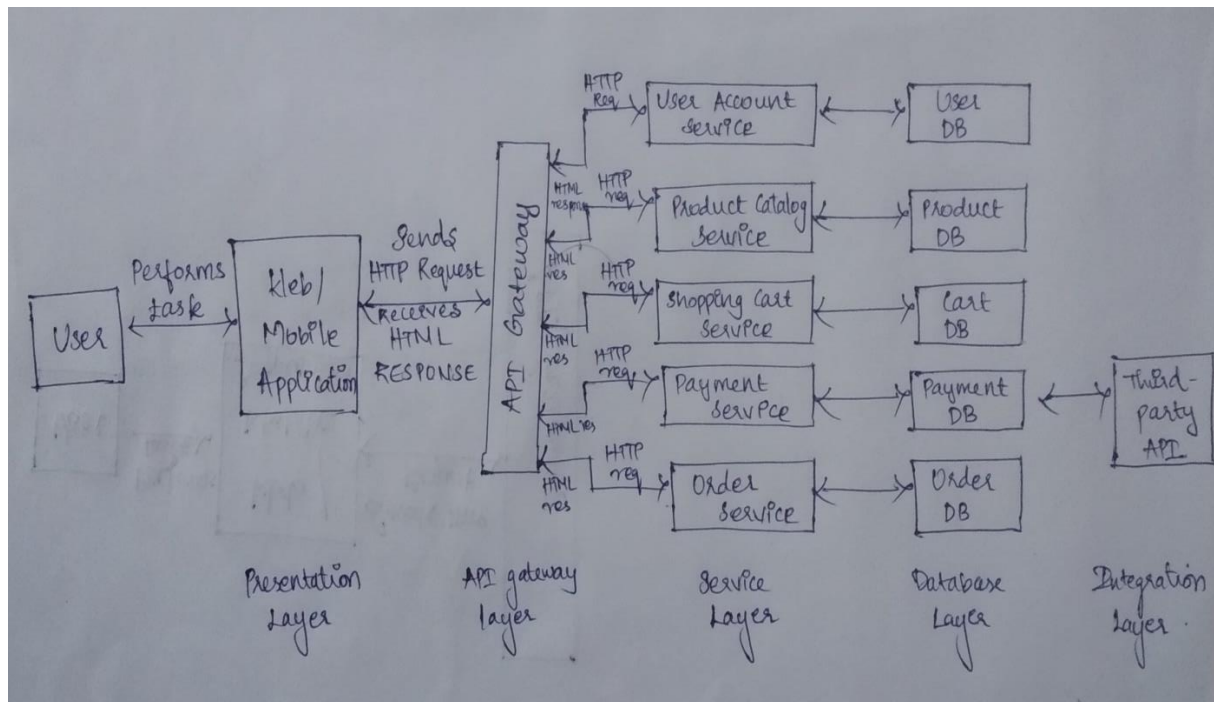 User
Performs
task
Web/
Mobile
Application
Sends
HTTP Request
Receives
HTML
RESPONSE
API Gateway
HTTP
Req
HTML
User Account
Service
User
DB
HTTP
req
HTML
res
Product Catalog
Service
Product
DB
HTTP
req
HTML
res
Shopping Cart
Service
Cart
DB
HTTP
req
HTML res
Payment
Service
Payment
DB
Third-
party
API
HTTP
req
HTML
res
Order
Service
Order
DB
Presentation
Layer
API gateway
layer
Service
Layer
Database
Layer
Integration
Layer.